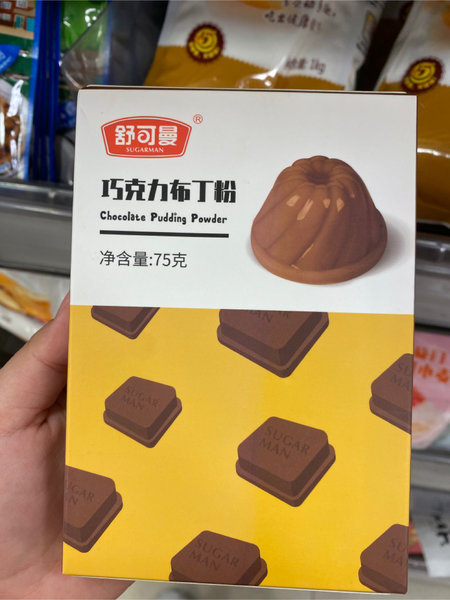 1kg
舒可曼
®
SUGARMAN
巧克力布丁粉
Chocolate Pudding Powder
净含量:75克
SUGAR
MAN
SUGAR
MAN
SUGAR
MAN
SUGAR
MAN